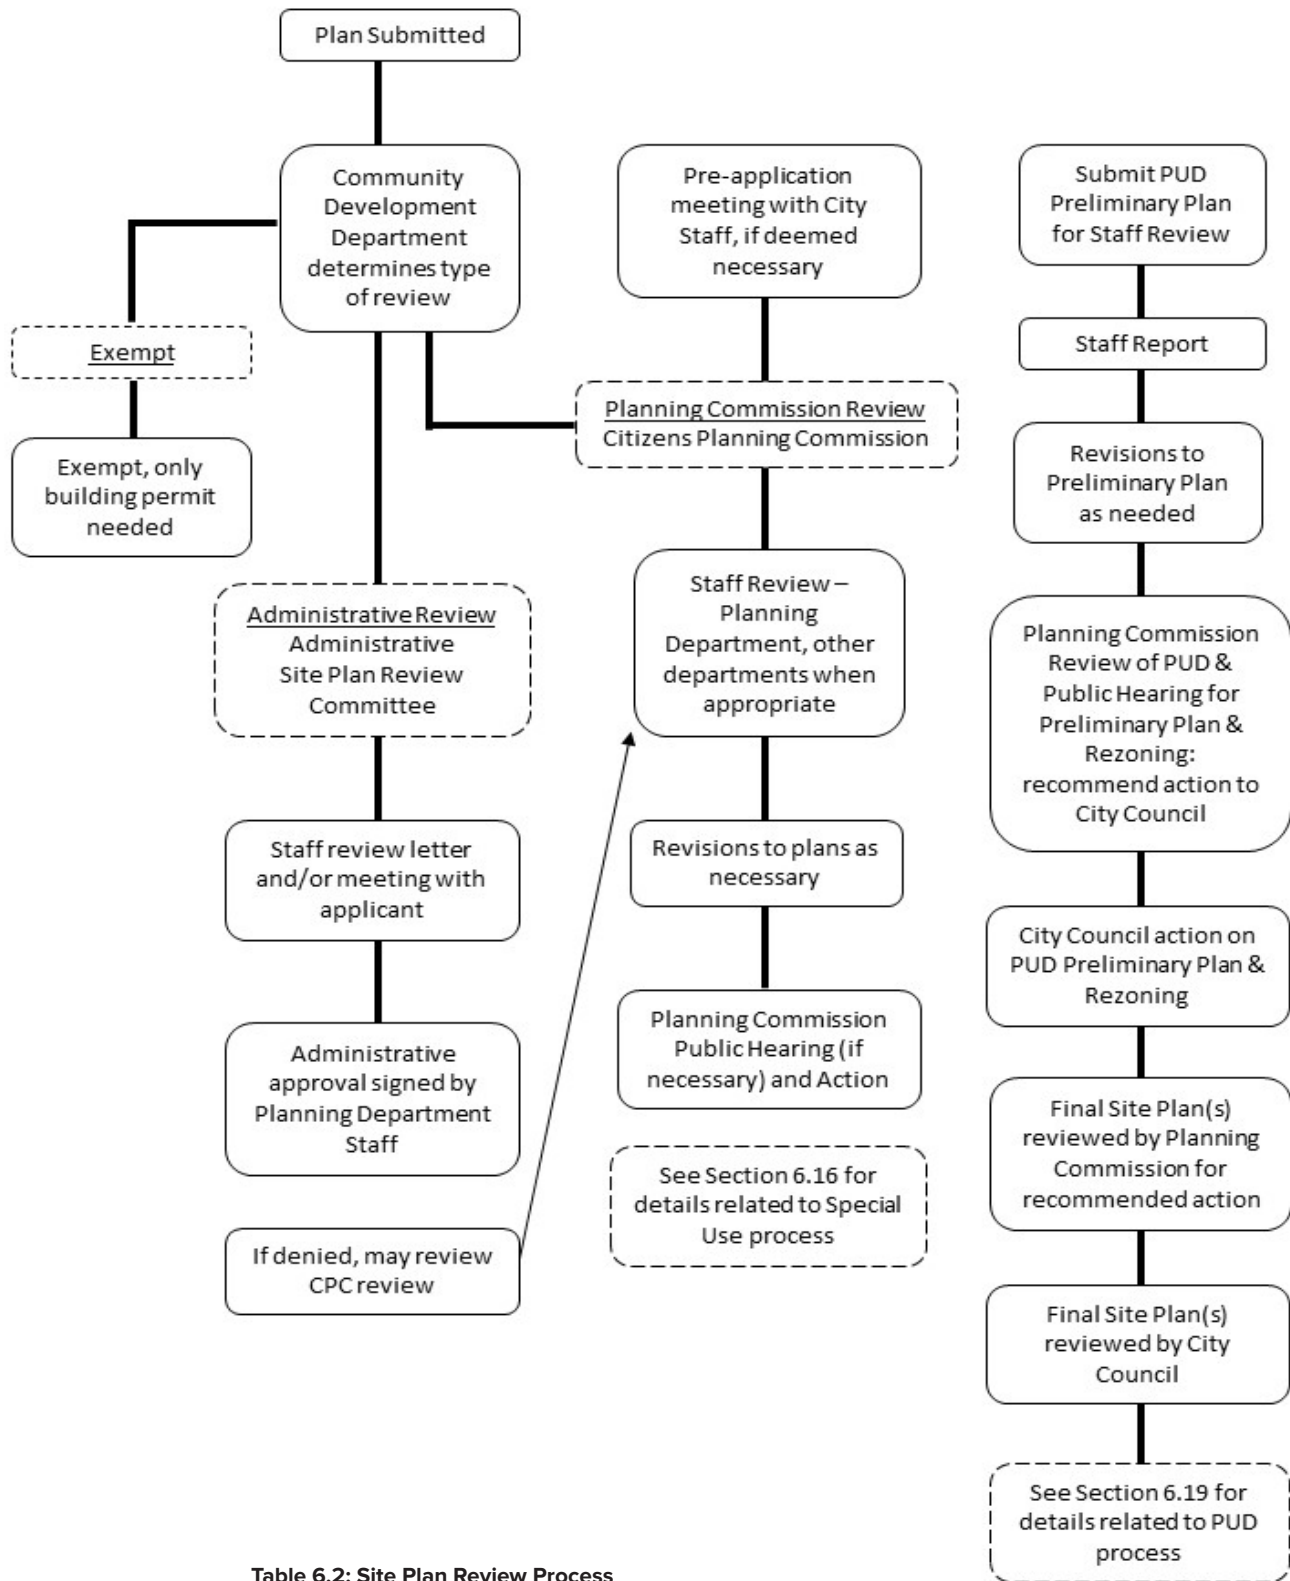 Plan Submitted
Community
Development
Department
determines type
of review
Exempt
Exempt, only
building permit
needed
Administrative Review
Administrative
Site Plan Review
Committee
Staff review letter
and/or meeting with
applicant
Administrative
approval signed by
Planning Department
Staff
If denied, may review
CPC review
Pre-application
meeting with City
Staff, if deemed
necessary
Planning Commission Review
Citizens Planning Commission
Staff Review –
Planning
Department, other
departments when
appropriate
Revisions to plans as
necessary
Planning Commission
Public Hearing (if
necessary) and Action
See Section 6.16 for
details related to Special
Use process
Submit PUD
Preliminary Plan
for Staff Review
Staff Report
Revisions to
Preliminary Plan
as needed
Planning Commission
Review of PUD &
Public Hearing for
Preliminary Plan &
Rezoning:
recommend action to
City Council
City Council action on
PUD Preliminary Plan &
Rezoning
Final Site Plan(s)
reviewed by Planning
Commission for
recommended action
Final Site Plan(s)
reviewed by City
Council
See Section 6.19 for
details related to PUD
process
Table 6.2: Site Plan Review Process